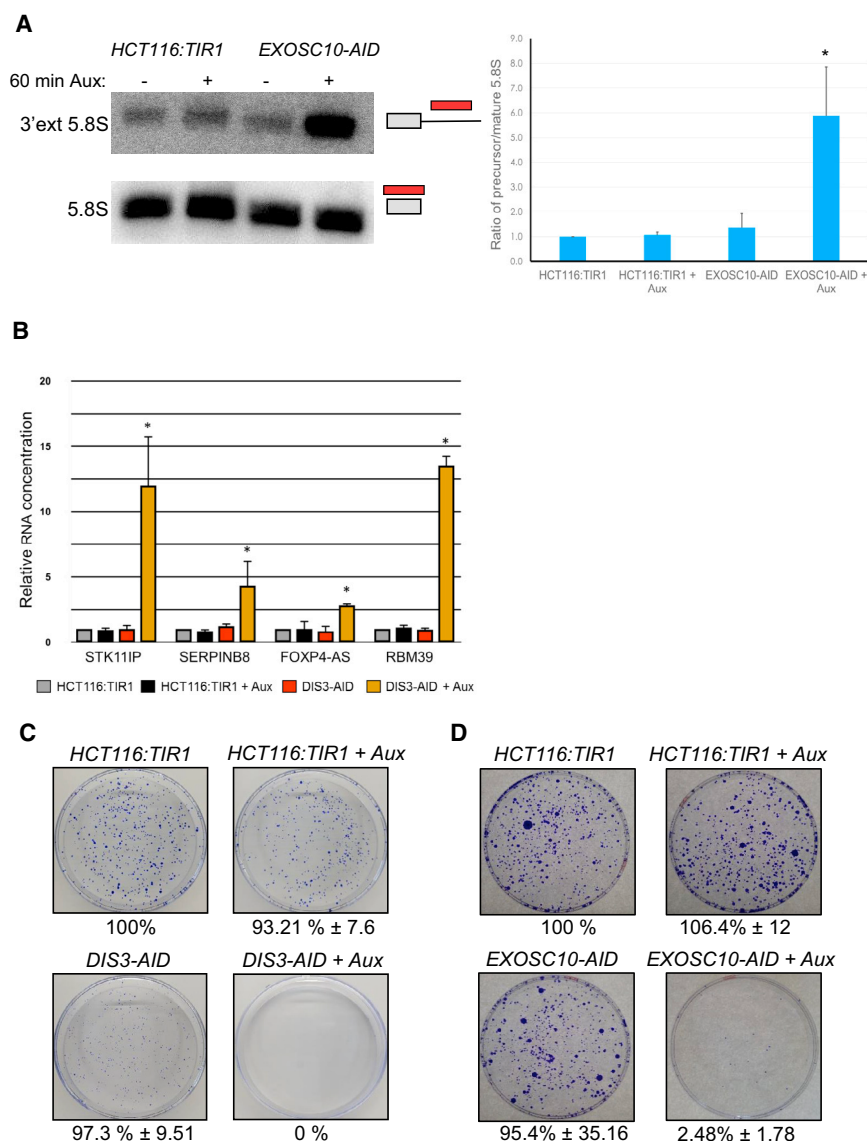 A
HCT116:TIR1 EXOSC10-AID
60 min Aux: - + - +
3'ext 5.8S
5.8S
Ratio of precursor/mature 5.8S
9.0
8.0
7.0
6.0
5.0
4.0
3.0
2.0
1.0
0.0
*
HCT116:TIR1 HCT116:TIR1 + Aux EXOSC10-AID EXOSC10-AID + Aux
B
Relative RNA concentration
20
15
10
5
0
* * * *
STK11IP SERPINB8 FOXP4-AS RBM39
HCT116:TIR1 HCT116:TIR1 + Aux DIS3-AID DIS3-AID + Aux
C
HCT116:TIR1 HCT116:TIR1 + Aux
100% 93.21 % ± 7.6
DIS3-AID DIS3-AID + Aux
97.3 % ± 9.51 0 %
D
HCT116:TIR1 HCT116:TIR1 + Aux
100 % 106.4% ± 12
EXOSC10-AID EXOSC10-AID + Aux
95.4% ± 35.16 2.48% ± 1.78